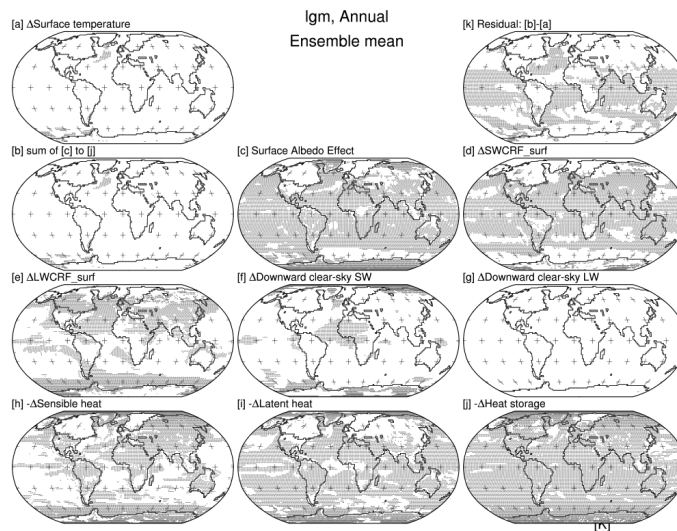 lgm, Annual
Ensemble mean
[a] ΔSurface temperature
[k] Residual: [b]-[a]
[b] sum of [c] to [j]
[c] Surface Albedo Effect
[d] ΔSWCRF_surf
[e] ΔLWCRF_surf
[f] ΔDownward clear-sky SW
[g] ΔDownward clear-sky LW
[h] -ΔSensible heat
[i] -ΔLatent heat
[j] -ΔHeat storage
[K]